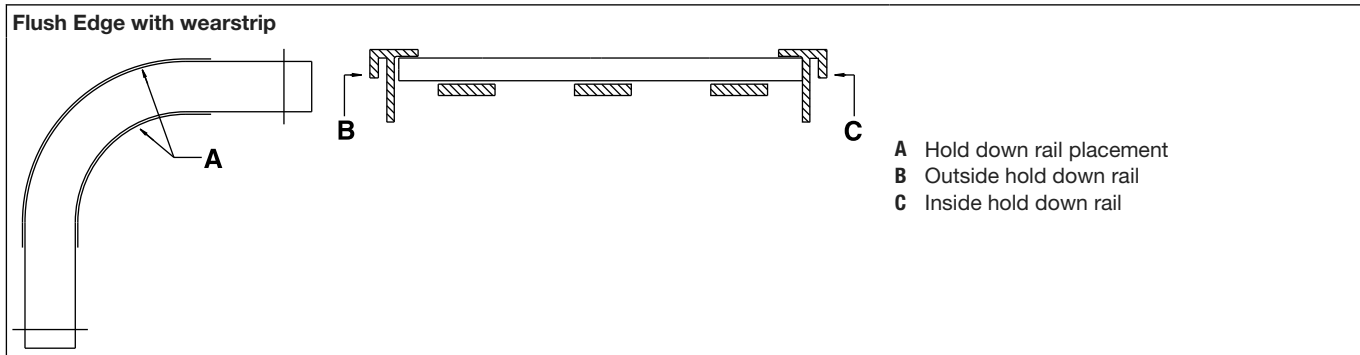 Flush Edge with wearstrip
A
B
C
A Hold down rail placement
B Outside hold down rail
C Inside hold down rail